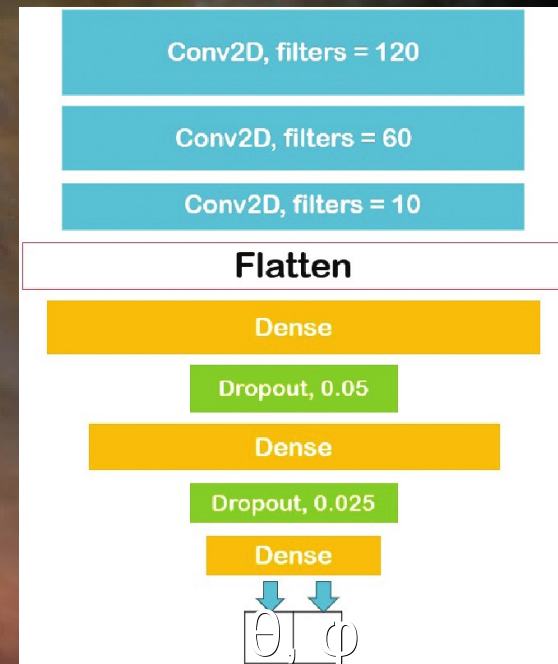 Conv2D, filters = 120
Conv2D, filters = 60
Conv2D, filters = 10
Flatten
Dense
Dropout, 0.05
Dense
Dropout, 0.025
Dense
θ, φ